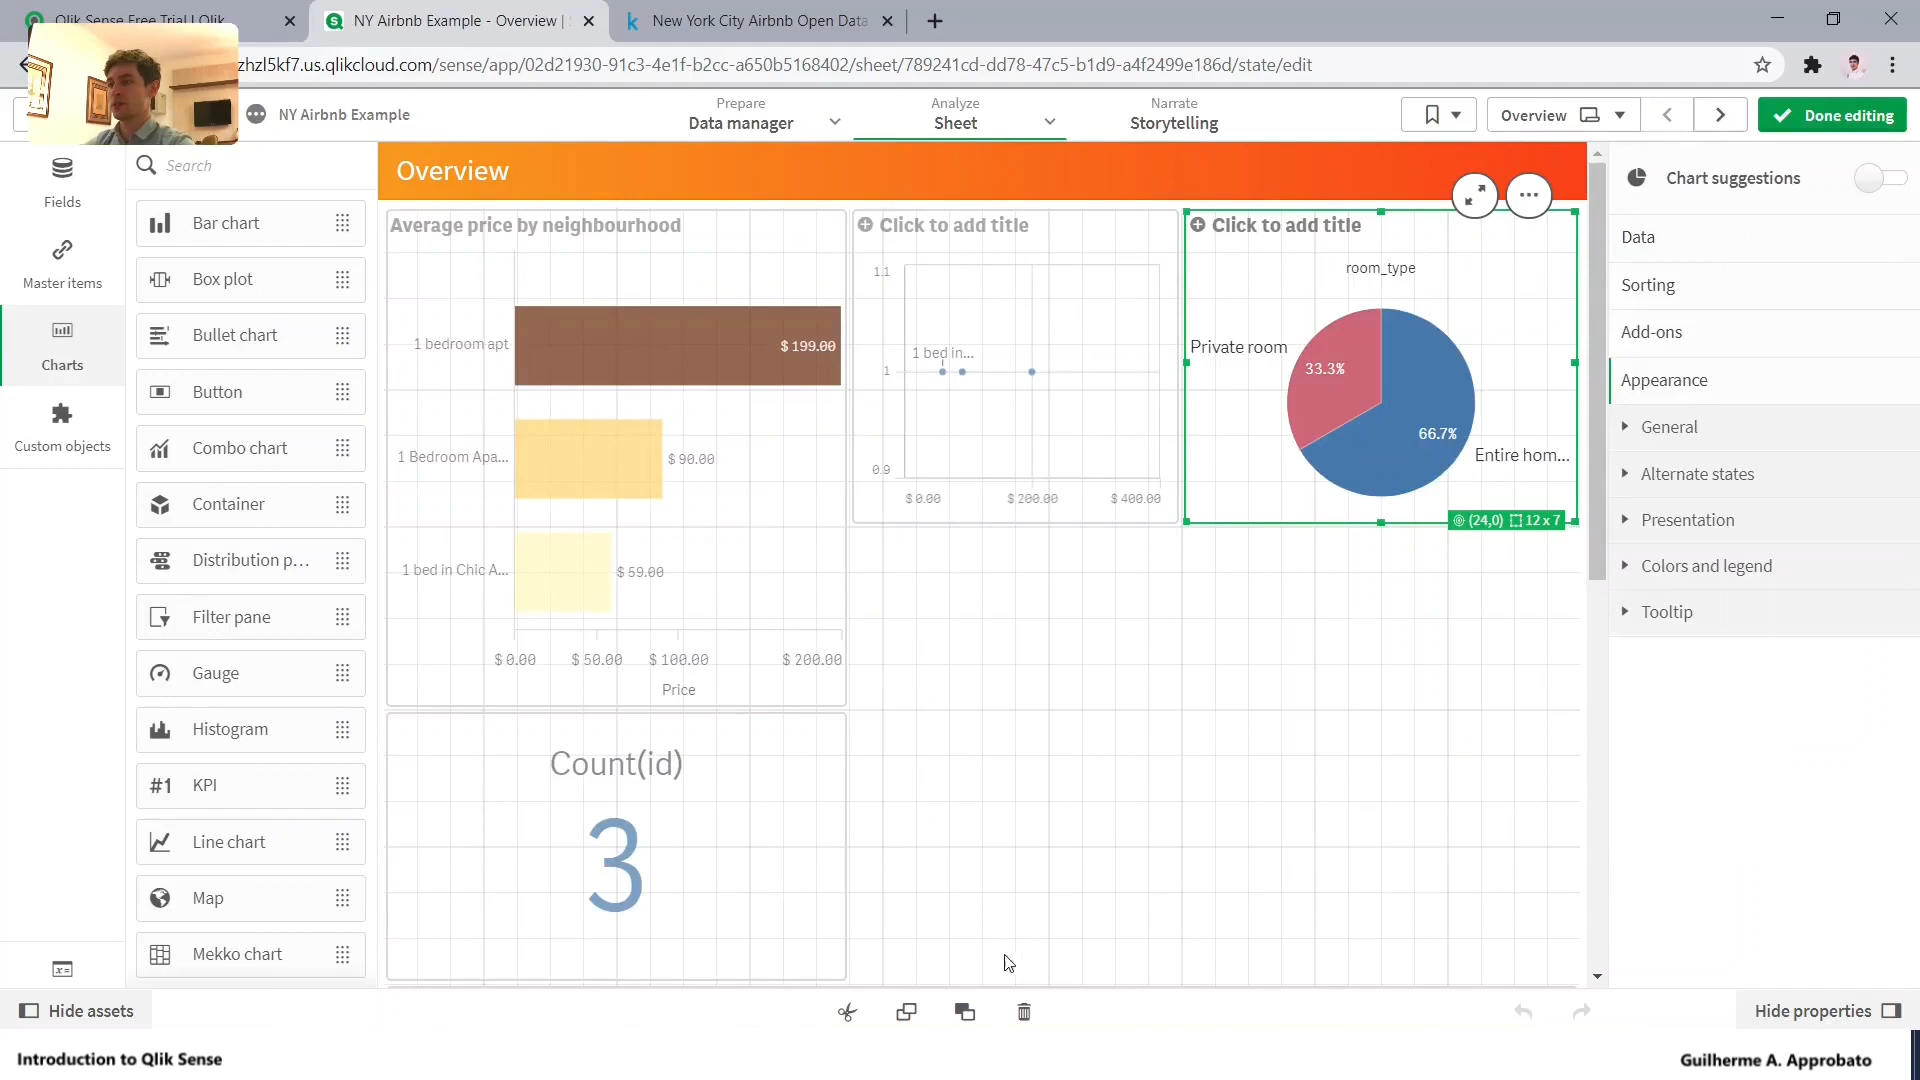 Qlik Sense Free Trial | Qlik
NY Airbnb Example - Overview |
New York City Airbnb Open Data
zhzl5kf7.us.qlikcloud.com/sense/app/02d21930-91c3-4e1f-b2cc-a650b5168402/sheet/789241cd-dd78-47c5-b1d9-a4f2499e186d/state/edit
NY Airbnb Example
Prepare
Data manager
Analyze
Sheet
Narrate
Storytelling
Overview
Done editing
Fields
Master items
Charts
Custom objects
Search
Bar chart
Box plot
Bullet chart
Button
Combo chart
Container
Distribution p...
Filter pane
Gauge
Histogram
#1 KPI
Line chart
Map
Mekko chart
Overview
Average price by neighbourhood
1 bedroom apt
$ 199.00
1 Bedroom Apa...
$ 90.00
1 bed in Chic A...
$ 59.00
$ 0.00
$ 50.00
$ 100.00
$ 200.00
Price
Count(id)
3
Click to add title
1.1
1 bed in...
1
0.9
$ 0.00
$ 200.00
$ 400.00
Click to add title
room_type
Private room
33.3%
66.7%
Entire hom...
(24,0) 12 x 7
Chart suggestions
Data
Sorting
Add-ons
Appearance
General
Alternate states
Presentation
Colors and legend
Tooltip
Hide assets
Hide properties
Introduction to Qlik Sense
Guilherme A. Approbato